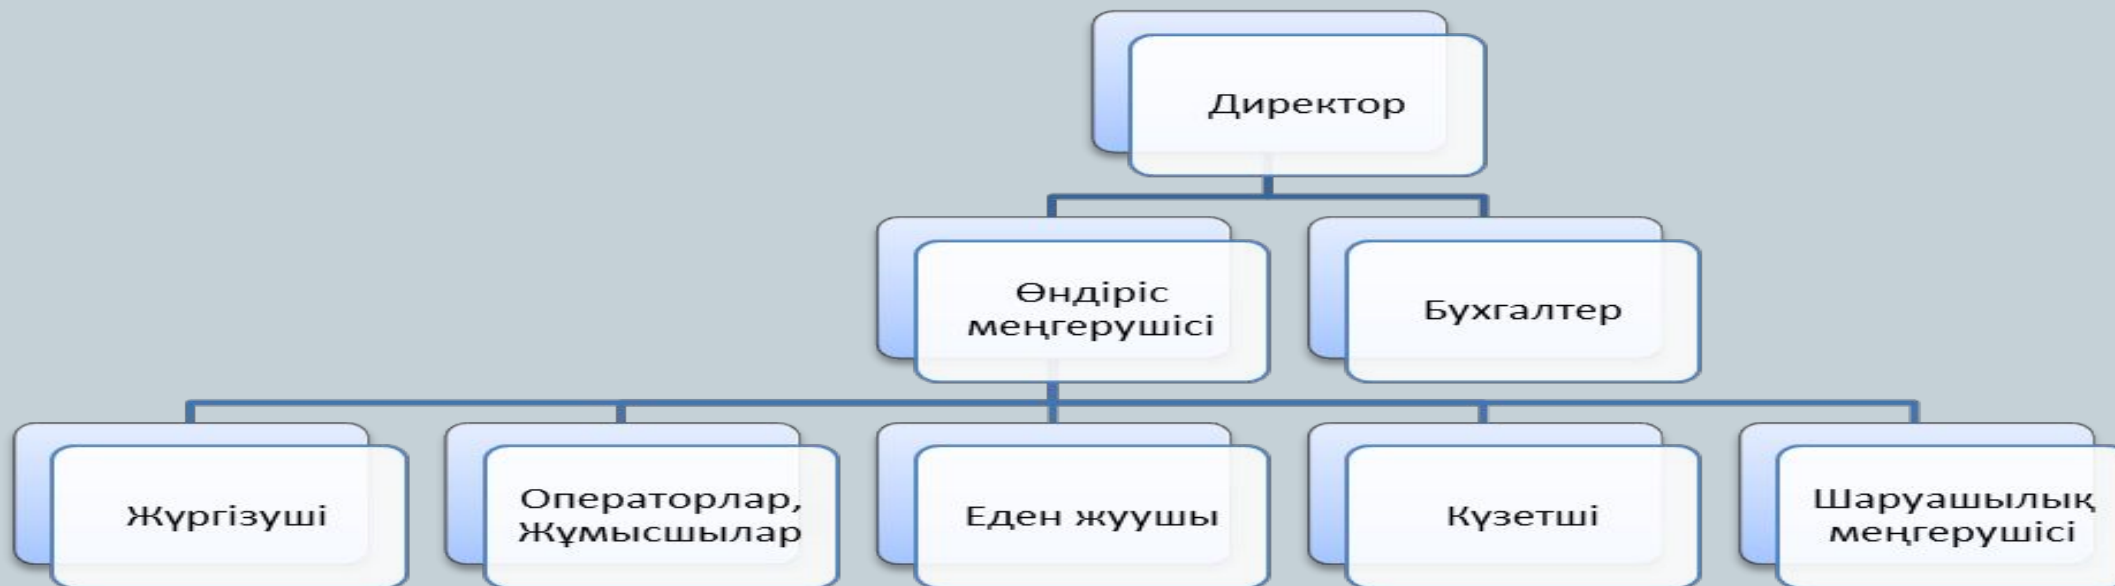 Директор
Өндіріс
меңгерушісі
Бухгалтер
Жүргізуші
Операторлар,
Жұмысшылар
Еден жуушы
Күзетші
Шаруашылық
меңгерушісі